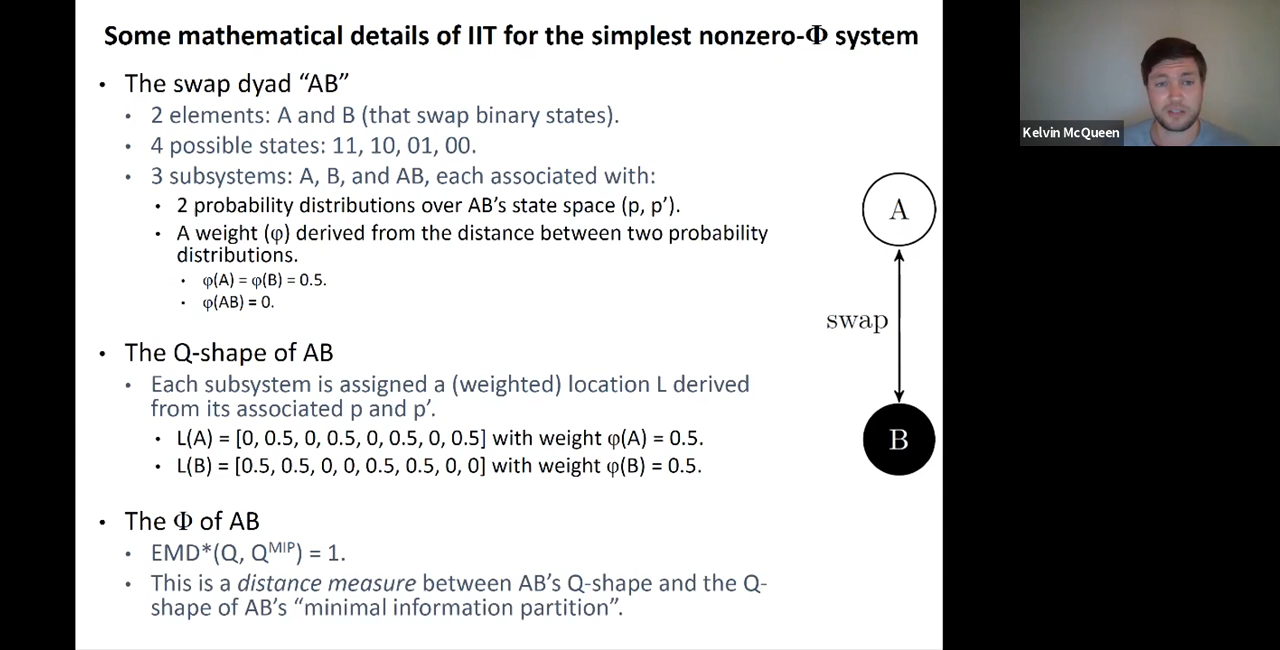 Some mathematical details of IIT for the simplest nonzero-Φ system
• The swap dyad “AB”
• 2 elements: A and B (that swap binary states).
• 4 possible states: 11, 10, 01, 00.
• 3 subsystems: A, B, and AB, each associated with:
• 2 probability distributions over AB’s state space (p, p’).
• A weight (φ) derived from the distance between two probability
distributions.
• φ(A) = φ(B) = 0.5.
• φ(AB) = 0.
• The Q-shape of AB
• Each subsystem is assigned a (weighted) location L derived
from its associated p and p’.
• L(A) = [0, 0.5, 0, 0.5, 0, 0.5, 0, 0.5] with weight φ(A) = 0.5.
• L(B) = [0.5, 0.5, 0, 0, 0.5, 0.5, 0, 0] with weight φ(B) = 0.5.
• The Φ of AB
• EMD*(Q, Q^MIP) = 1.
• This is a distance measure between AB’s Q-shape and the Q-
shape of AB’s “minimal information partition”.
A
swap
B
Kelvin McQueen